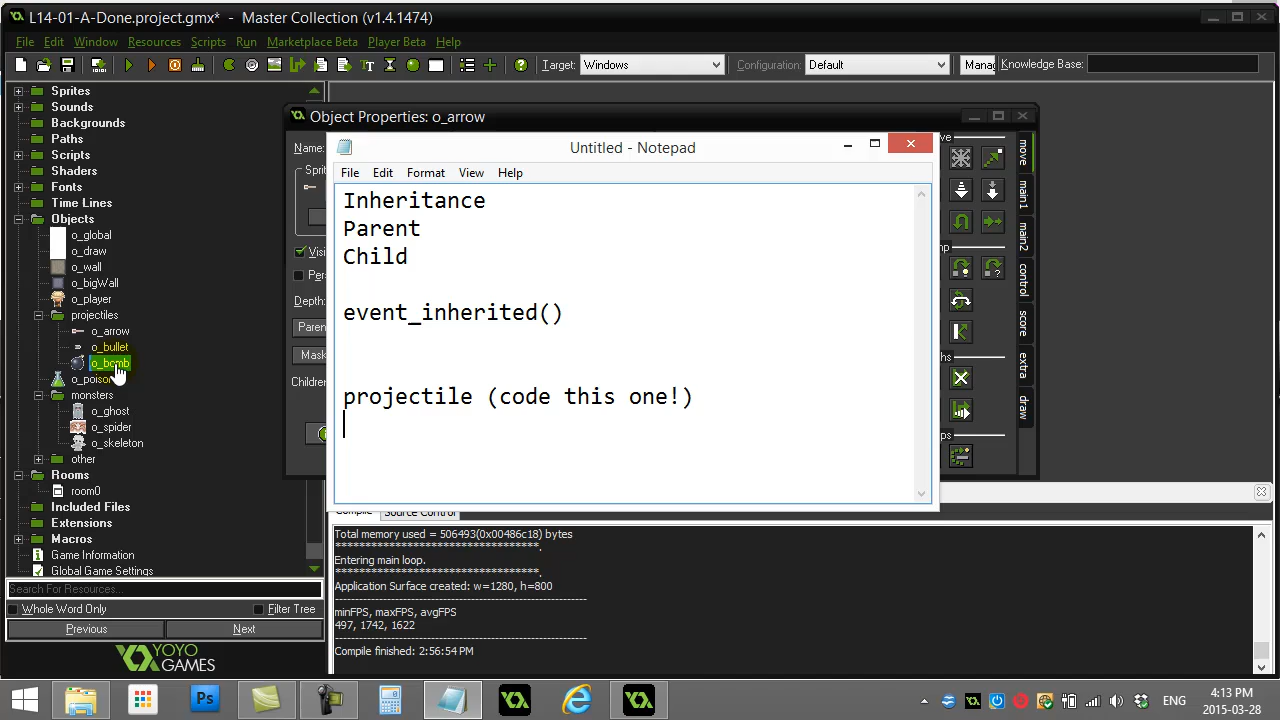 L14-01-A-Done.project.gmx* - Master Collection (v1.4.1474)
File Edit Window Resources Scripts Run Marketplace Beta Player Beta Help
Target: Windows Configuration: Default Manag Knowledge Base:
Sprites
Sounds
Backgrounds
Paths
Scripts
Shaders
Fonts
Time Lines
Objects
o_global
o_draw
o_wall
o_bigWall
o_player
projectiles
o_arrow
o_bullet
o_bomb
o_poison
monsters
o_ghost
o_spider
o_skeleton
other
Rooms
room0
Included Files
Extensions
Macros
Game Information
Global Game Settings
Search For Resources...
Whole Word Only Filter Tree
Previous Next
YOYO
GAMES
Object Properties: o_arrow
Name:
Sprit
Visi
Per
Depth:
Paren
Mask
Children
Untitled - Notepad
File Edit Format View Help
Inheritance
Parent
Child
event_inherited()
projectile (code this one!)
move
main1
main2
control
score
extra
draw
Compile Source Control
Total memory used = 506493(0x00486c18) bytes
**********************************.
Entering main loop.
**********************************.
Application Surface created: w=1280, h=800
minFPS, maxFPS, avgFPS
497, 1742, 1622
Compile finished: 2:56:54 PM
Ps
ENG
4:13 PM
2015-03-28